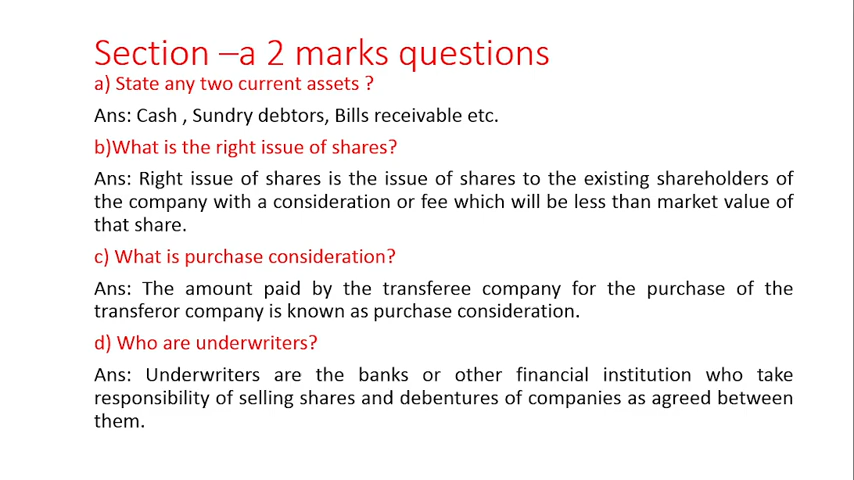 Section –a 2 marks questions
a) State any two current assets ?
Ans: Cash , Sundry debtors, Bills receivable etc.
b)What is the right issue of shares?
Ans: Right issue of shares is the issue of shares to the existing shareholders of
the company with a consideration or fee which will be less than market value of
that share.
c) What is purchase consideration?
Ans: The amount paid by the transferee company for the purchase of the
transferor company is known as purchase consideration.
d) Who are underwriters?
Ans: Underwriters are the banks or other financial institution who take
responsibility of selling shares and debentures of companies as agreed between
them.